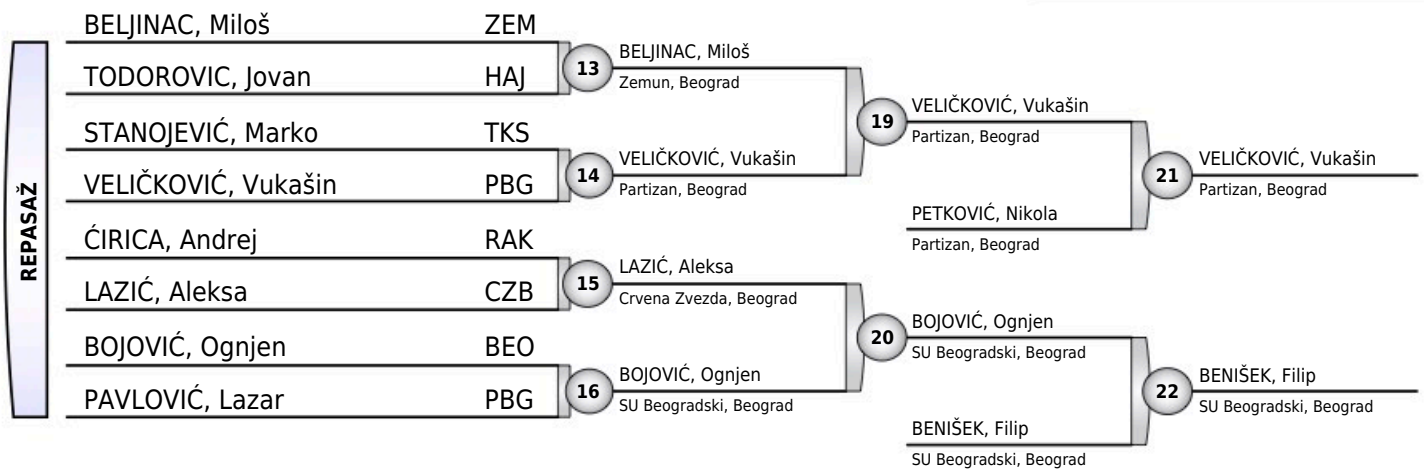 REPASAŽ
BELJINAC, Miloš ZEM
TODOROVIC, Jovan HAJ
STANOJEVIĆ, Marko TKS
VELIČKOVIĆ, Vukašin PBG
ĆIRICA, Andrej RAK
LAZIĆ, Aleksa CZB
BOJOVIĆ, Ognjen BEO
PAVLOVIĆ, Lazar PBG
13
BELJINAC, Miloš
Zemun, Beograd
14
VELIČKOVIĆ, Vukašin
Partizan, Beograd
15
LAZIĆ, Aleksa
Crvena Zvezda, Beograd
16
BOJOVIĆ, Ognjen
SU Beogradski, Beograd
19
VELIČKOVIĆ, Vukašin
Partizan, Beograd
PETKOVIĆ, Nikola
Partizan, Beograd
20
BOJOVIĆ, Ognjen
SU Beogradski, Beograd
BENIŠEK, Filip
SU Beogradski, Beograd
21
VELIČKOVIĆ, Vukašin
Partizan, Beograd
22
BENIŠEK, Filip
SU Beogradski, Beograd